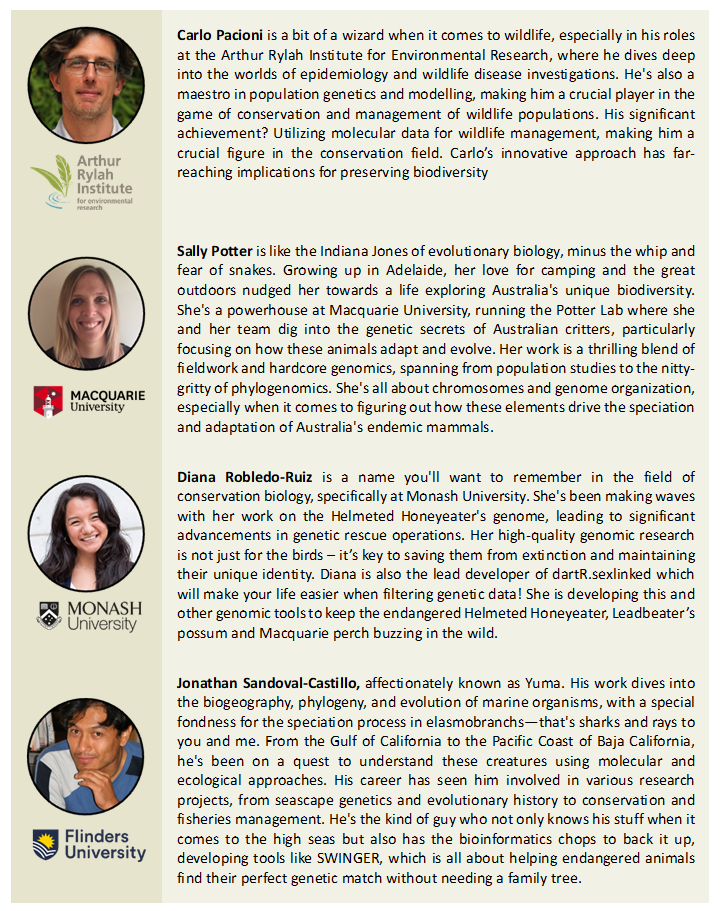 Carlo Pacioni is a bit of a wizard when it comes to wildlife, especially in his roles
at the Arthur Rylah Institute for Environmental Research, where he dives deep
into the worlds of epidemiology and wildlife disease investigations. He's also a
maestro in population genetics and modelling, making him a crucial player in the
game of conservation and management of wildlife populations. His significant
achievement? Utilizing molecular data for wildlife management, making him a
crucial figure in the conservation field. Carlo’s innovative approach has far-
reaching implications for preserving biodiversity
Arthur
Rylah
Institute
for environmental
research
Sally Potter is like the Indiana Jones of evolutionary biology, minus the whip and
fear of snakes. Growing up in Adelaide, her love for camping and the great
outdoors nudged her towards a life exploring Australia's unique biodiversity.
She's a powerhouse at Macquarie University, running the Potter Lab where she
and her team dig into the genetic secrets of Australian critters, particularly
focusing on how these animals adapt and evolve. Her work is a thrilling blend of
fieldwork and hardcore genomics, spanning from population studies to the nitty-
gritty of phylogenomics. She's all about chromosomes and genome organization,
especially when it comes to figuring out how these elements drive the speciation
and adaptation of Australia's endemic mammals.
MACQUARIE
University
Diana Robledo-Ruiz is a name you'll want to remember in the field of
conservation biology, specifically at Monash University. She's been making waves
with her work on the Helmeted Honeyeater's genome, leading to significant
advancements in genetic rescue operations. Her high-quality genomic research
is not just for the birds – it’s key to saving them from extinction and maintaining
their unique identity. Diana is also the lead developer of dartR.sexlinked which
will make your life easier when filtering genetic data! She is developing this and
other genomic tools to keep the endangered Helmeted Honeyeater, Leadbeater’s
possum and Macquarie perch buzzing in the wild.
MONASH
University
Jonathan Sandoval-Castillo, affectionately known as Yuma. His work dives into
the biogeography, phylogeny, and evolution of marine organisms, with a special
fondness for the speciation process in elasmobranchs—that's sharks and rays to
you and me. From the Gulf of California to the Pacific Coast of Baja California,
he's been on a quest to understand these creatures using molecular and
ecological approaches. His career has seen him involved in various research
projects, from seascape genetics and evolutionary history to conservation and
fisheries management. He's the kind of guy who not only knows his stuff when it
comes to the high seas but also has the bioinformatics chops to back it up,
developing tools like SWINGER, which is all about helping endangered animals
find their perfect genetic match without needing a family tree.
Flinders
University